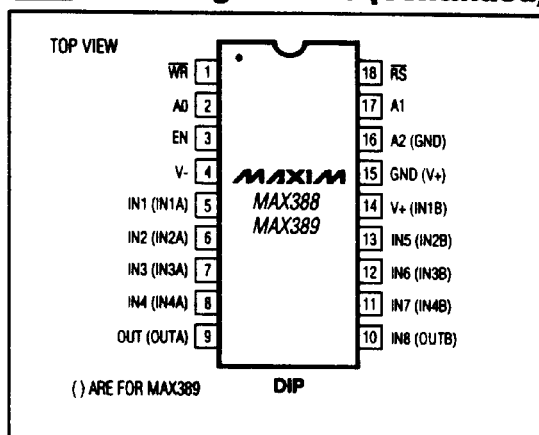 TOP VIEW
WR 1
A0 2
EN 3
V- 4
IN1 (IN1A) 5
IN2 (IN2A) 6
IN3 (IN3A) 7
IN4 (IN4A) 8
OUT (OUTA) 9
MAXIM
MAX388
MAX389
18 RS
17 A1
16 A2 (GND)
15 GND (V+)
14 V+ (IN1B)
13 IN5 (IN2B)
12 IN6 (IN3B)
11 IN7 (IN4B)
10 IN8 (OUTB)
( ) ARE FOR MAX389
DIP